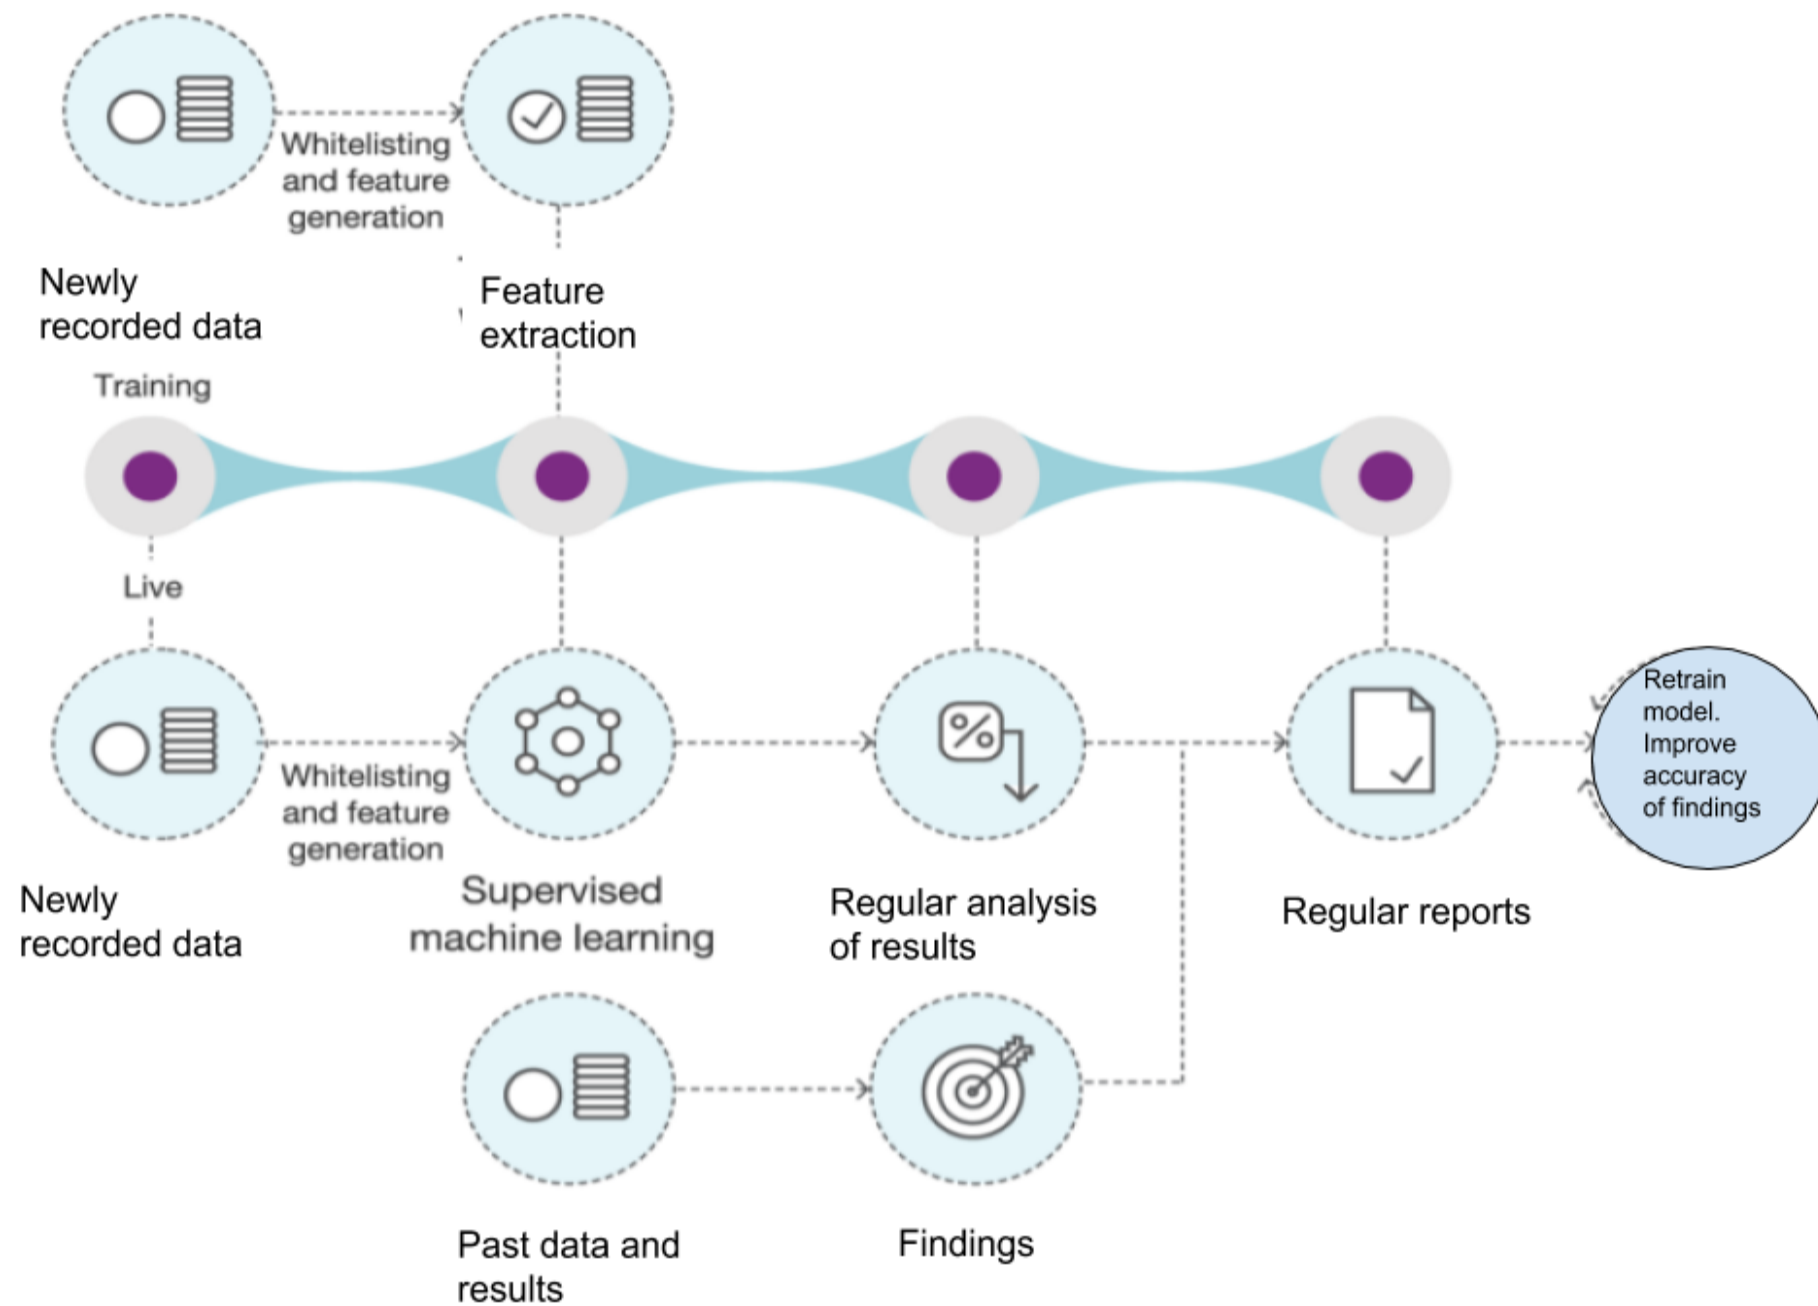 Whitelisting
and feature
generation
Newly
recorded data
Feature
extraction
Training
Live
Whitelisting
and feature
generation
Retrain
model.
Improve
accuracy
of findings
Newly
recorded data
Supervised
machine learning
Regular analysis
of results
Regular reports
Past data and
results
Findings